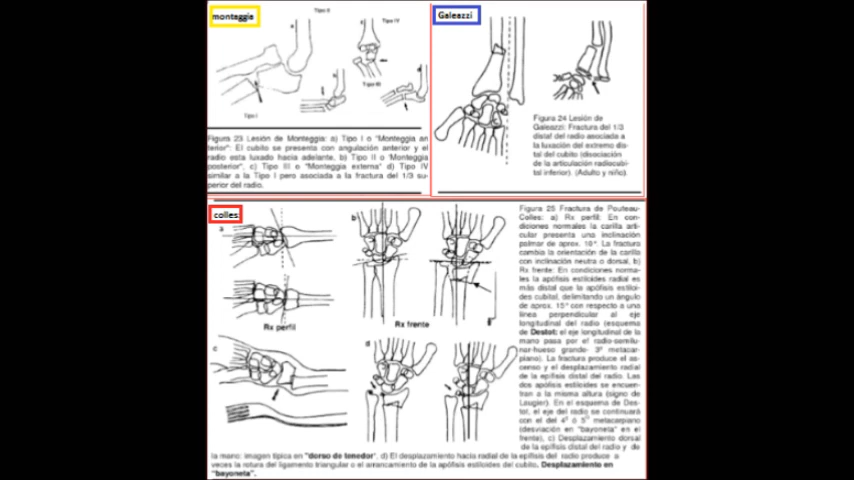 montaggia
Tipo II
Tipo IV
Tipo III
Tipo I
a
Figura 23 Lesión de Monteggia: a) Tipo I o "Monteggia an
terior": El cubito se presenta con angulación anterior y el
radio esta luxado hacia adelante. b) Tipo II o "Monteggia
posterior", c) Tipo III o "Monteggia externa" d) Tipo IV
similar a la Tipo I pero asociada a la fractura del 1/3 su-
perior del radio.
Galeazzi
Figura 24 Lesión de
Galeazzi: Fractura del 1/3
distal del radio asociada a
la luxación del extremo dis-
tal del cubito (disociación
de la articulación radiocubi-
tal inferior). (Adulto y niño).
colles
a
b
Rx perfil
Rx frente
c
d
Figura 25 Fractura de Pouteau-
Colles: a) Rx perfil: En con-
diciones normales la carilla arti-
cular presenta una inclinación
palmar de aprox. 10°. La fractura
cambia la orientación de la carilla
con inclinación neutra o dorsal, b)
Rx frente: En condiciones norma-
les la apófisis estiloides radial es
más distal que la apófisis estiloi-
des cubital, delimitando un ángulo
de aprox. 15° con respecto a una
línea perpendicular al eje
longitudinal del radio (esquema
de Destot: el eje longitudinal de la
mano pasa por el radio-semilu-
nar-hueso grande- 3º metacar-
piano). La fractura produce el as-
censo y el desplazamiento radial
de la epífisis distal del radio. Las
dos apófisis estiloides se encuen-
tran a la misma altura (signo de
Laugier). En el esquema de Des-
tot, el eje del radio se continuará
con el del 4º ó 5º metacarpiano
(desviación en "bayoneta" en el
frente), c) Desplazamiento dorsal
de la epífisis distal del radio y de
la mano: imagen típica en "dorso de tenedor". d) El desplazamiento hacia radial de la epífisis del radio produce a
veces la rotura del ligamento triangular o el arrancamiento de la apófisis estiloides del cubito. Desplazamiento en
"bayoneta".